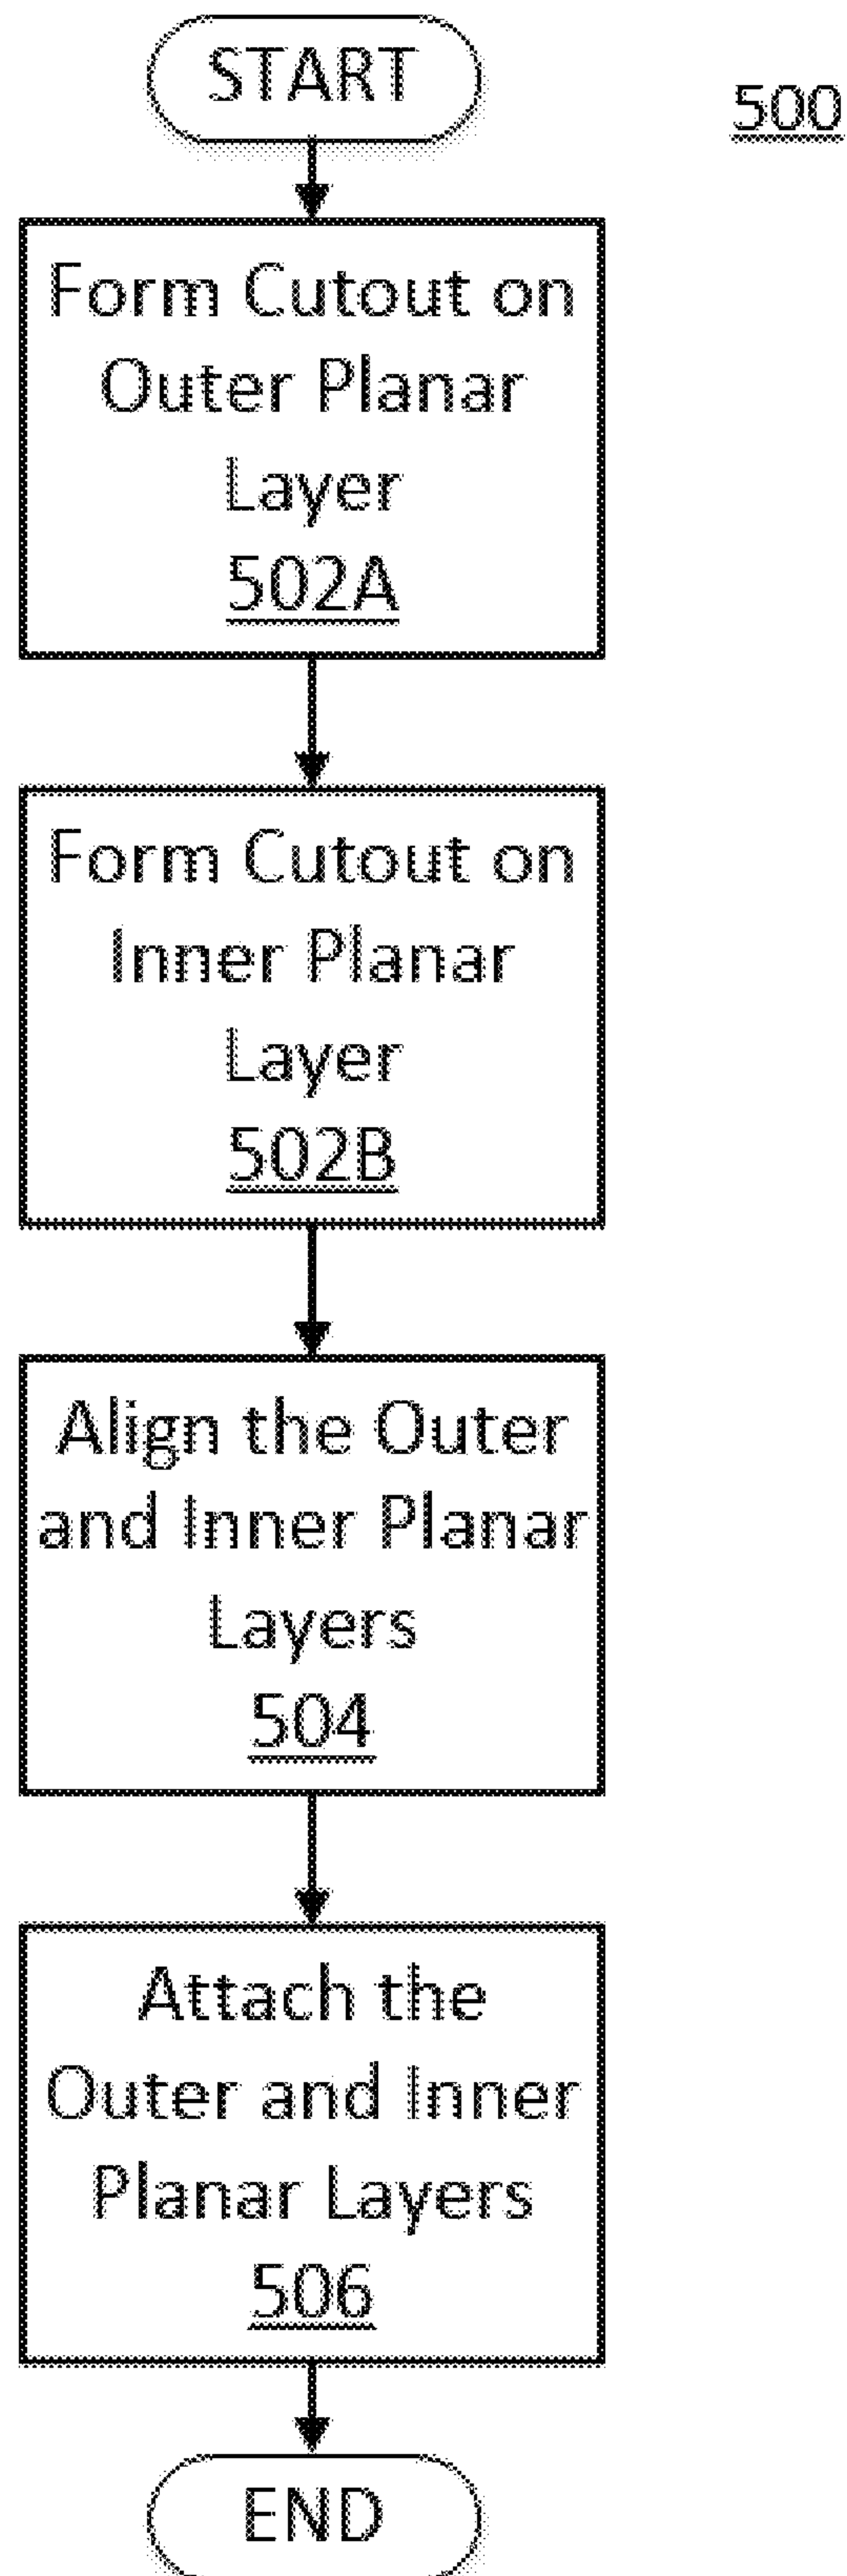 START
500
Form Cutout on
Outer Planar
Layer
502A
Form Cutout on
Inner Planar
Layer
502B
Align the Outer
and Inner Planar
Layers
504
Attach the
Outer and Inner
Planar Layers
506
END